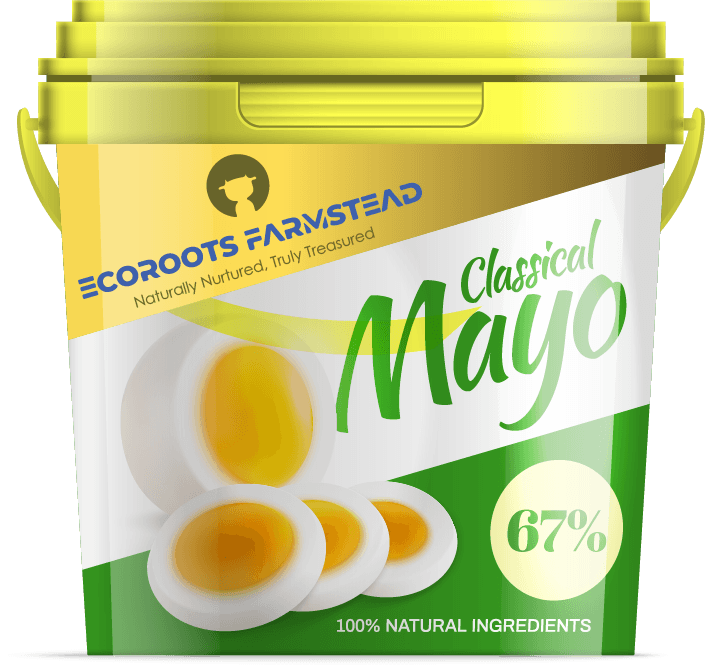 ECOROOTS FARMSTEAD
Naturally Nurtured, Truly Treasured
Classical
Mayo
67%
100% NATURAL INGREDIENTS